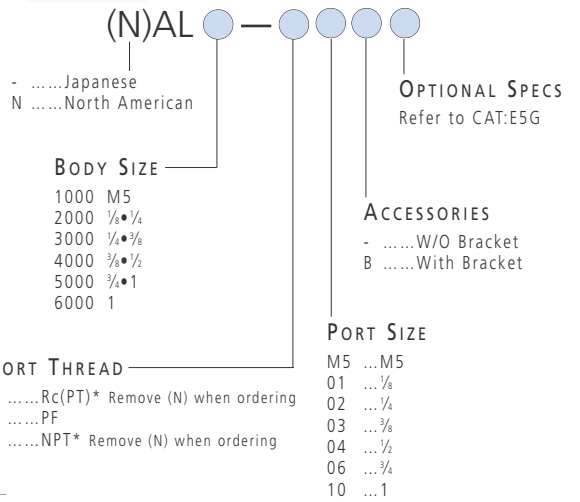 (N)AL —
- ......Japanese
N ......North American
OPTIONAL SPECS
Refer to CAT:E5G
BODY SIZE
1000 M5
2000 ⅛•¼
3000 ¼•⅜
4000 ⅜•½
5000 ¾•1
6000 1
ACCESSORIES
- ......W/O Bracket
B ......With Bracket
ORT THREAD
......Rc(PT)* Remove (N) when ordering
......PF
......NPT* Remove (N) when ordering
PORT SIZE
M5 ...M5
01 ...⅛
02 ...¼
03 ...⅜
04 ...½
06 ...¾
10 ...1